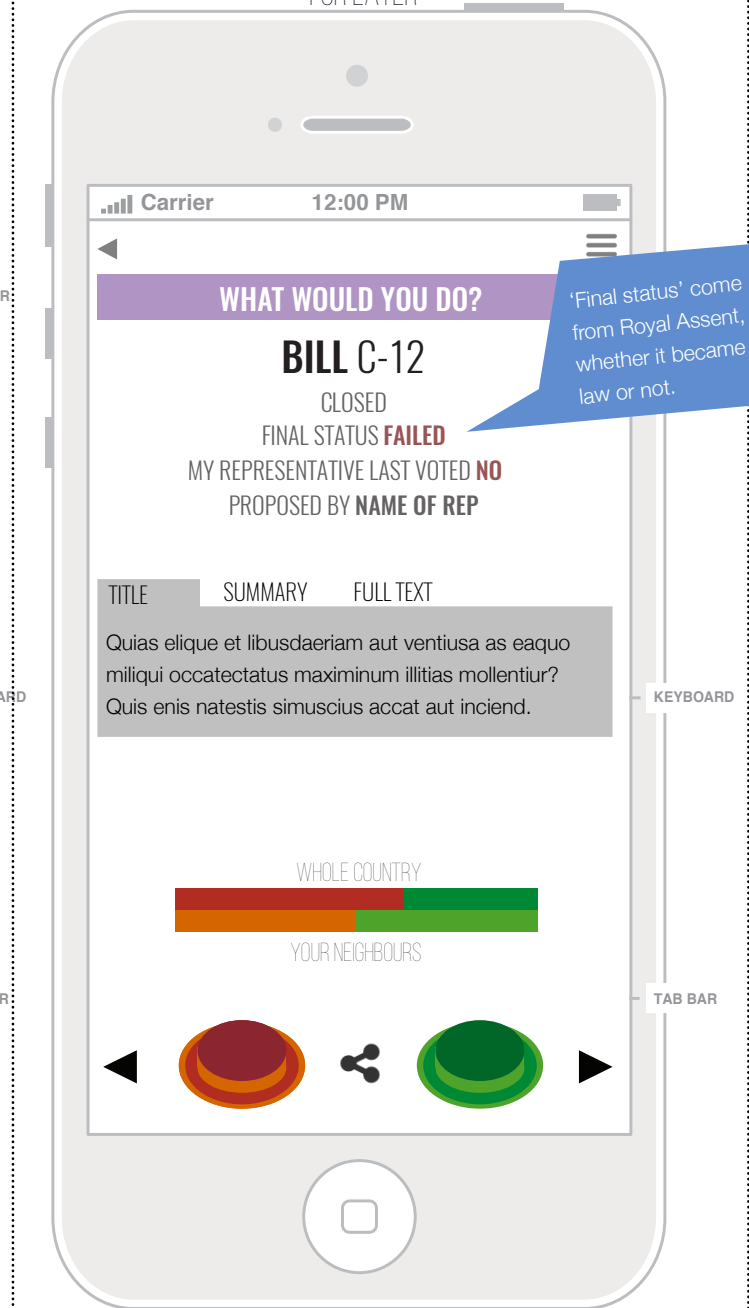 FOR LATER
Carrier 12:00 PM
WHAT WOULD YOU DO?
'Final status' come
from Royal Assent,
whether it became
law or not.
BILL C-12
CLOSED
FINAL STATUS FAILED
MY REPRESENTATIVE LAST VOTED NO
PROPOSED BY NAME OF REP
TITLE SUMMARY FULL TEXT
Quias elique et libusdaeriam aut ventiusa as eaquo
miliqui occatectatus maximinum illitias mollentiur?
Quis enis natestis simuscius accat aut inciend.
KEYBOARD
WHOLE COUNTRY
YOUR NEIGHBOURS
TAB BAR